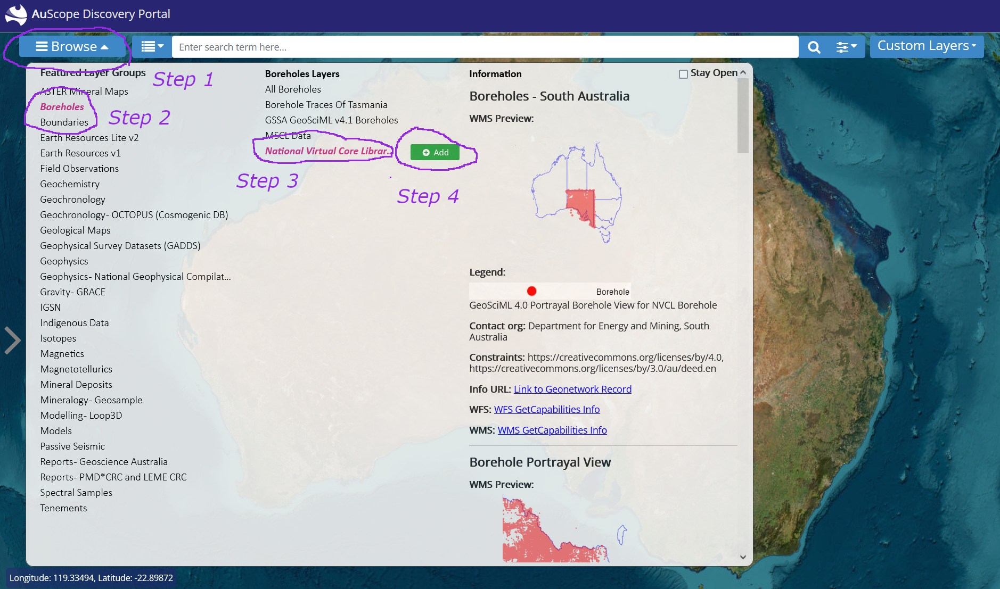 AuScope Discovery Portal
Browse
Enter search term here...
Custom Layers
Step 1
Step 2
Step 3
Step 4
Featured Layer Groups
ASTER Mineral Maps
Boreholes
Boundaries
Earth Resources Lite v2
Earth Resources v1
Field Observations
Geochemistry
Geochronology
Geochronology- OCTOPUS (Cosmogenic DB)
Geological Maps
Geophysical Survey Datasets (GADDS)
Geophysics
Geophysics- National Geophysical Compilat...
Gravity- GRACE
IGSN
Indigenous Data
Isotopes
Magnetics
Magnetotellurics
Mineral Deposits
Mineralogy- Geosample
Modelling- Loop3D
Models
Passive Seismic
Reports- Geoscience Australia
Reports- PMD*CRC and LEME CRC
Spectral Samples
Tenements
Boreholes Layers
All Boreholes
Borehole Traces Of Tasmania
GSSA GeoSciML v4.1 Boreholes
MSCL Data
National Virtual Core Librar...
Add
Information
Stay Open
Boreholes - South Australia
WMS Preview:
Legend:
Borehole
GeoSciML 4.0 Portrayal Borehole View for NVCL Borehole
Contact org: Department for Energy and Mining, South
Australia
Constraints: https://creativecommons.org/licenses/by/4.0,
https://creativecommons.org/licenses/by/3.0/au/deed.en
Info URL: Link to Geonetwork Record
WFS: WFS GetCapabilities Info
WMS: WMS GetCapabilities Info
Borehole Portrayal View
WMS Preview:
Longitude: 119.33494, Latitude: -22.89872